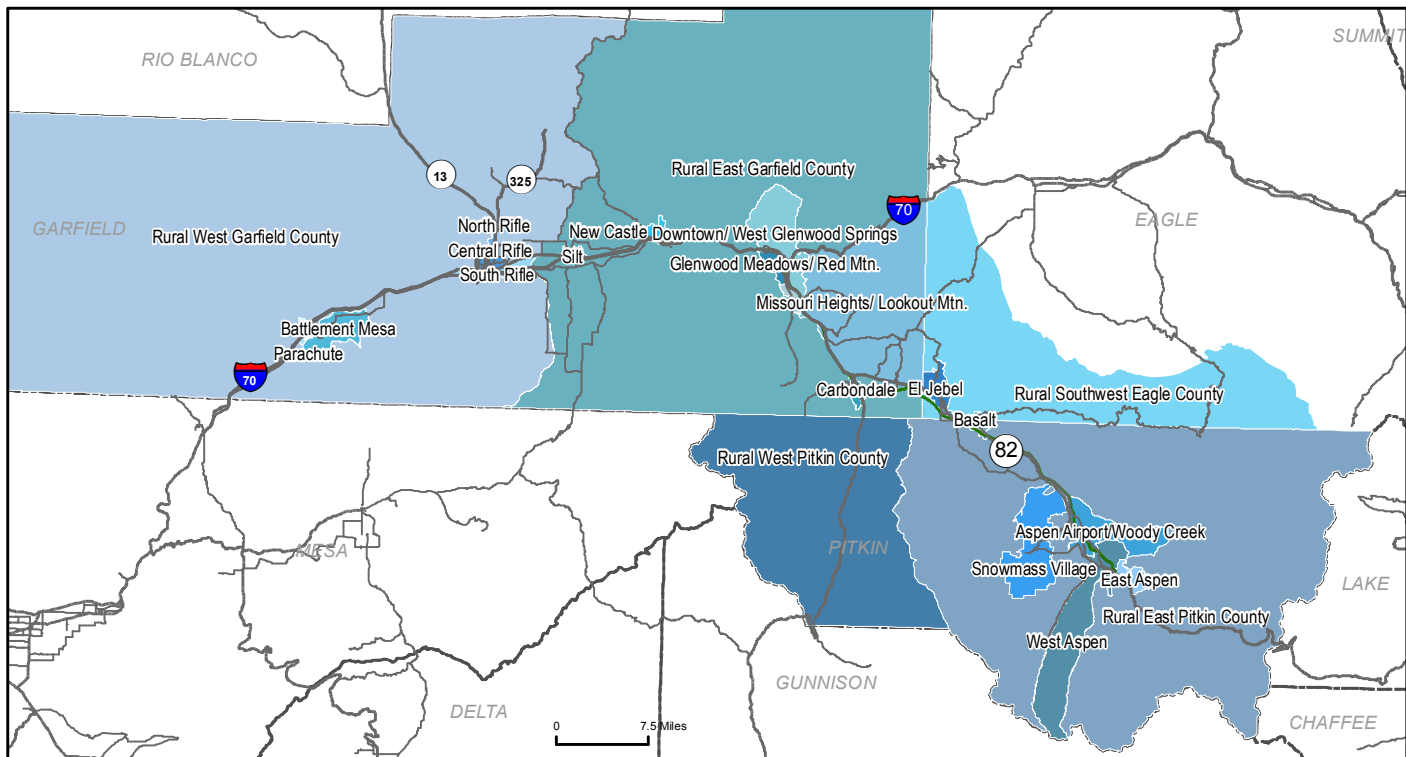 SUMMIT
RIO BLANCO
Rural East Garfield County
13
325
70
EAGLE
GARFIELD
North Rifle
Rural West Garfield County
New Castle
Downtown/ West Glenwood Springs
Central Rifle
Silt
Glenwood Meadows/ Red Mtn.
South Rifle
Missouri Heights/ Lookout Mtn.
Battlement Mesa
Parachute
70
Carbondale
El Jebel
Rural Southwest Eagle County
Basalt
82
Rural West Pitkin County
Aspen Airport/Woody Creek
MESA
PITKIN
Snowmass Village
East Aspen
LAKE
Rural East Pitkin County
West Aspen
GUNNISON
DELTA
0 7.5 Miles
CHAFFEE